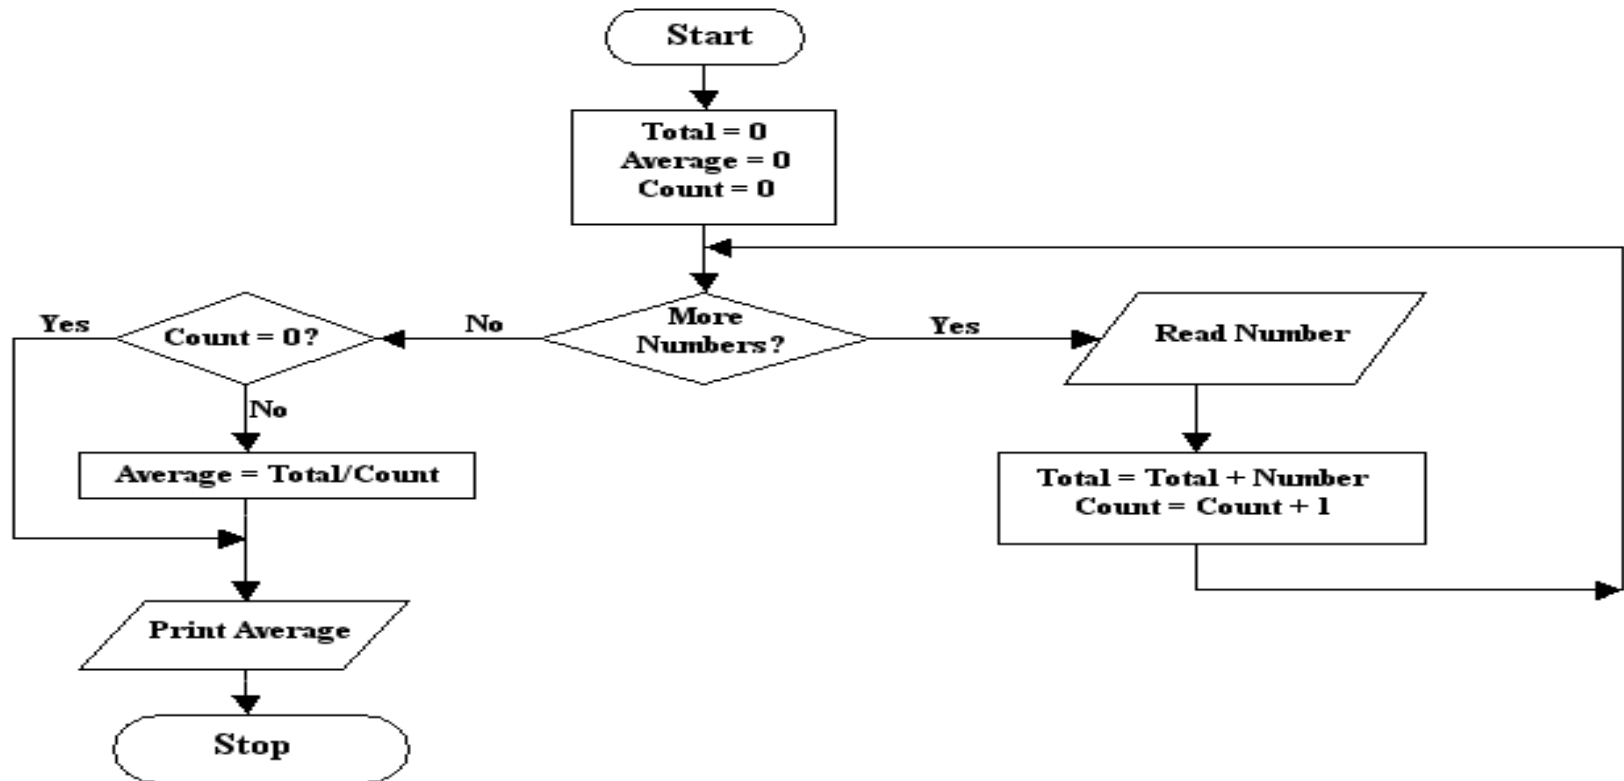 Start
Total = 0
Average = 0
Count = 0
More
Numbers?
Yes
Read Number
Total = Total + Number
Count = Count + 1
No
Count = 0?
Yes
No
Average = Total/Count
Print Average
Stop